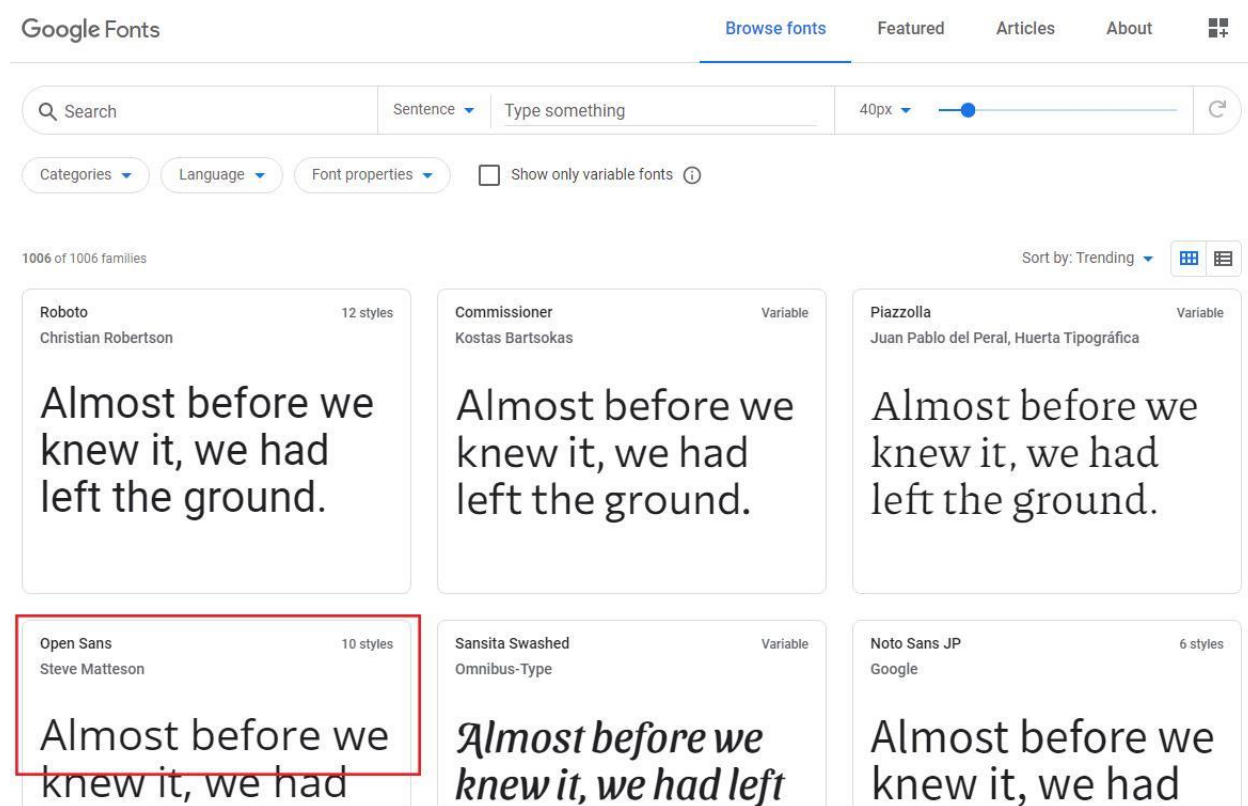 Google Fonts
Browse fonts
Featured
Articles
About
Search
Sentence
Type something
40px
Categories
Language
Font properties
Show only variable fonts
1006 of 1006 families
Sort by: Trending
Roboto
12 styles
Christian Robertson
Almost before we
knew it, we had
left the ground.
Commissioner
Variable
Kostas Bartsokas
Almost before we
knew it, we had
left the ground.
Piazzolla
Variable
Juan Pablo del Peral, Huerta Tipográfica
Almost before we
knew it, we had
left the ground.
Open Sans
10 styles
Steve Matteson
Almost before we
knew it, we had
Sansita Swashed
Variable
Omnibus-Type
Almost before we
knew it, we had left
Noto Sans JP
6 styles
Google
Almost before we
knew it, we had